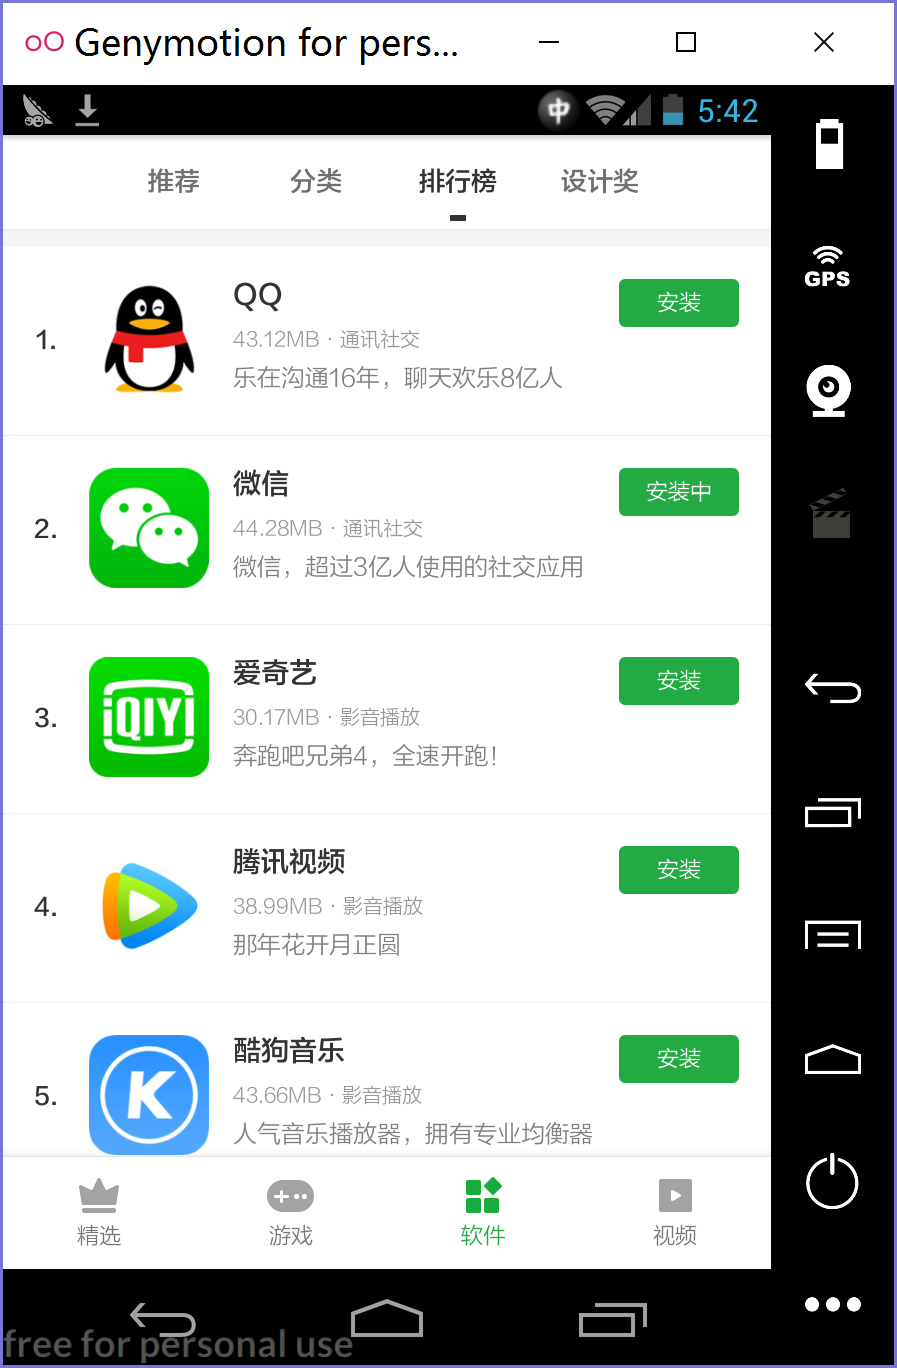 Genymotion for pers...
中 5:42
推荐 分类 排行榜 设计奖
GPS
1.
QQ
43.12MB · 通讯社交
乐在沟通16年，聊天欢乐8亿人
安装
2.
微信
44.28MB · 通讯社交
微信，超过3亿人使用的社交应用
安装中
3.
iQIYI
爱奇艺
30.17MB · 影音播放
奔跑吧兄弟4，全速开跑！
安装
4.
腾讯视频
38.99MB · 影音播放
那年花开月正圆
安装
5.
K
酷狗音乐
43.66MB · 影音播放
人气音乐播放器，拥有专业均衡器
安装
精选 游戏 软件 视频
free for personal use